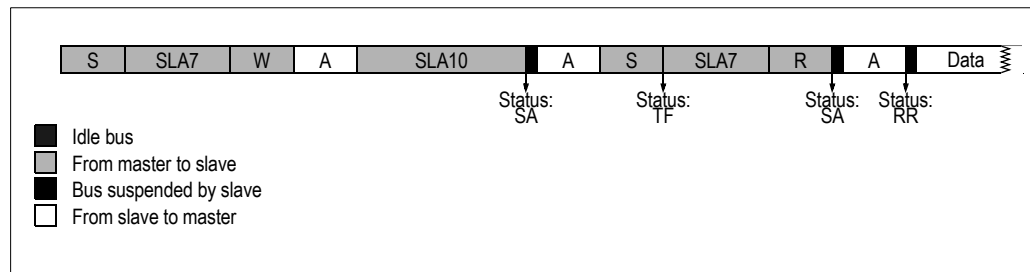 S SLA7 W A SLA10 A S SLA7 R A Data
Status: Status: Status: Status:
SA TF SA RR
Idle bus
From master to slave
Bus suspended by slave
From slave to master